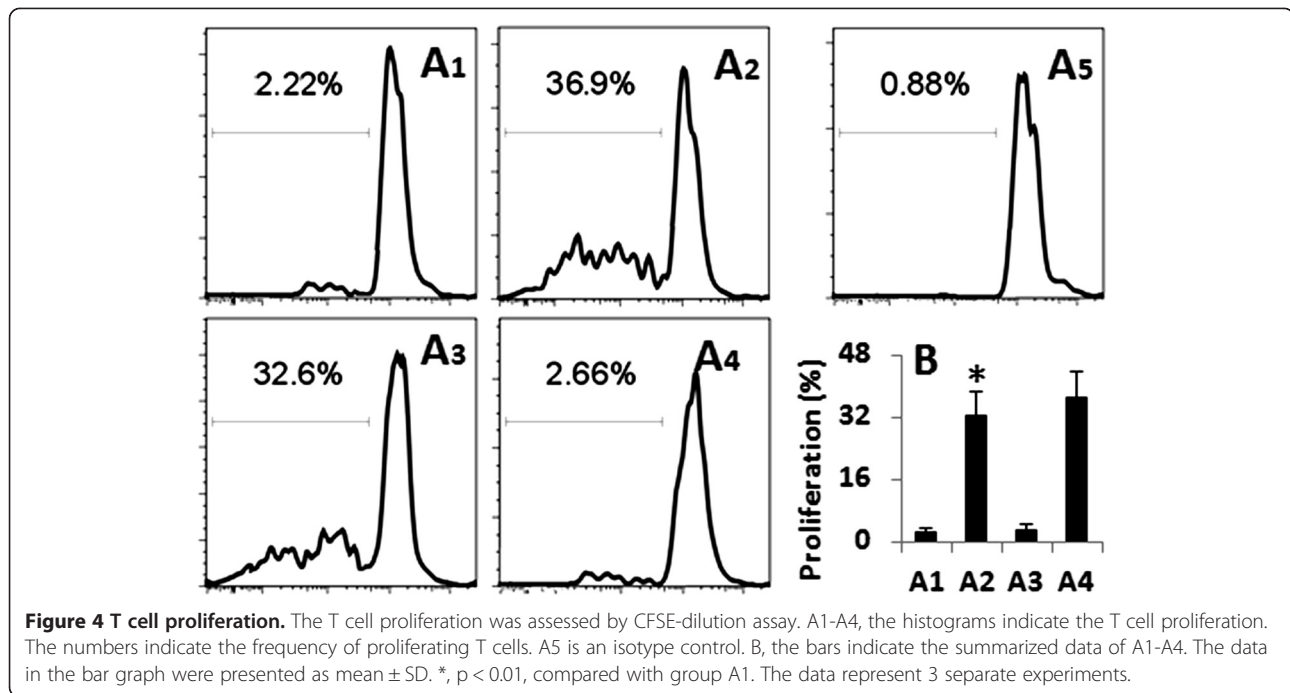 2.22%
A1
36.9%
A2
0.88%
A5
32.6%
A3
2.66%
A4
B
*
Proliferation (%)
48
32
16
0
A1 A2 A3 A4
Figure 4 T cell proliferation. The T cell proliferation was assessed by CFSE-dilution assay. A1-A4, the histograms indicate the T cell proliferation.
The numbers indicate the frequency of proliferating T cells. A5 is an isotype control. B, the bars indicate the summarized data of A1-A4. The data
in the bar graph were presented as mean ± SD. *, p < 0.01, compared with group A1. The data represent 3 separate experiments.